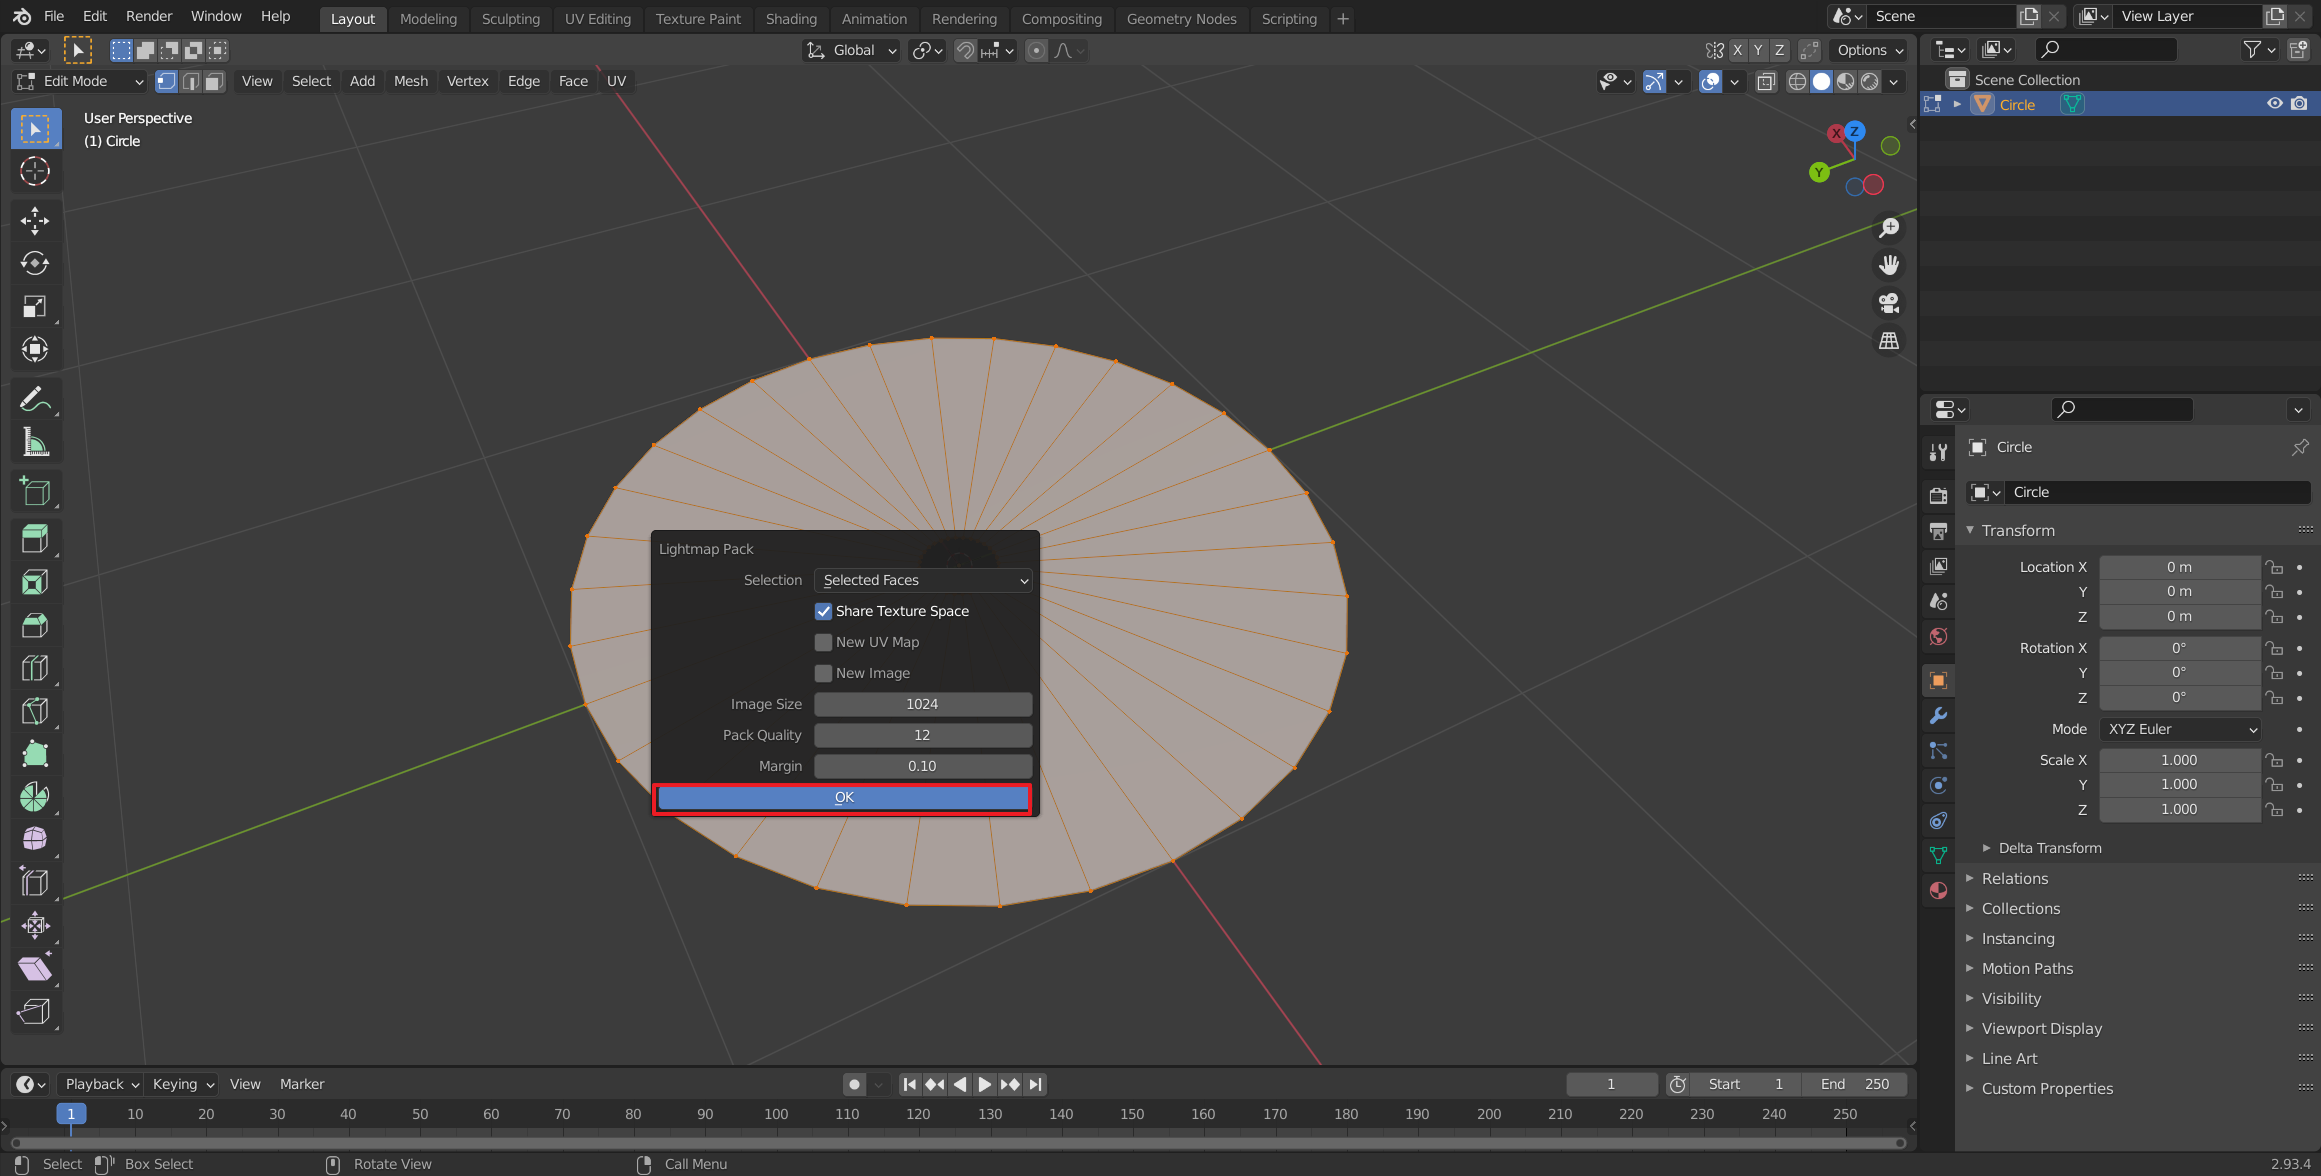 File Edit Render Window Help Layout Modeling Sculpting UV Editing Texture Paint Shading Animation Rendering Compositing Geometry Nodes Scripting + Scene View Layer
Global X Y Z Options
Edit Mode View Select Add Mesh Vertex Edge Face UV
User Perspective
(1) Circle
Scene Collection
Circle
X Z
Y
Lightmap Pack
Selection Selected Faces
Share Texture Space
New UV Map
New Image
Image Size 1024
Pack Quality 12
Margin 0.10
OK
Circle
Circle
Transform
Location X 0 m
Y 0 m
Z 0 m
Rotation X 0°
Y 0°
Z 0°
Mode XYZ Euler
Scale X 1.000
Y 1.000
Z 1.000
Delta Transform
Relations
Collections
Instancing
Motion Paths
Visibility
Viewport Display
Line Art
Custom Properties
Playback Keying View Marker 1 Start 1 End 250
1 10 20 30 40 50 60 70 80 90 100 110 120 130 140 150 160 170 180 190 200 210 220 230 240 250
Select Box Select Rotate View Call Menu 2.93.4